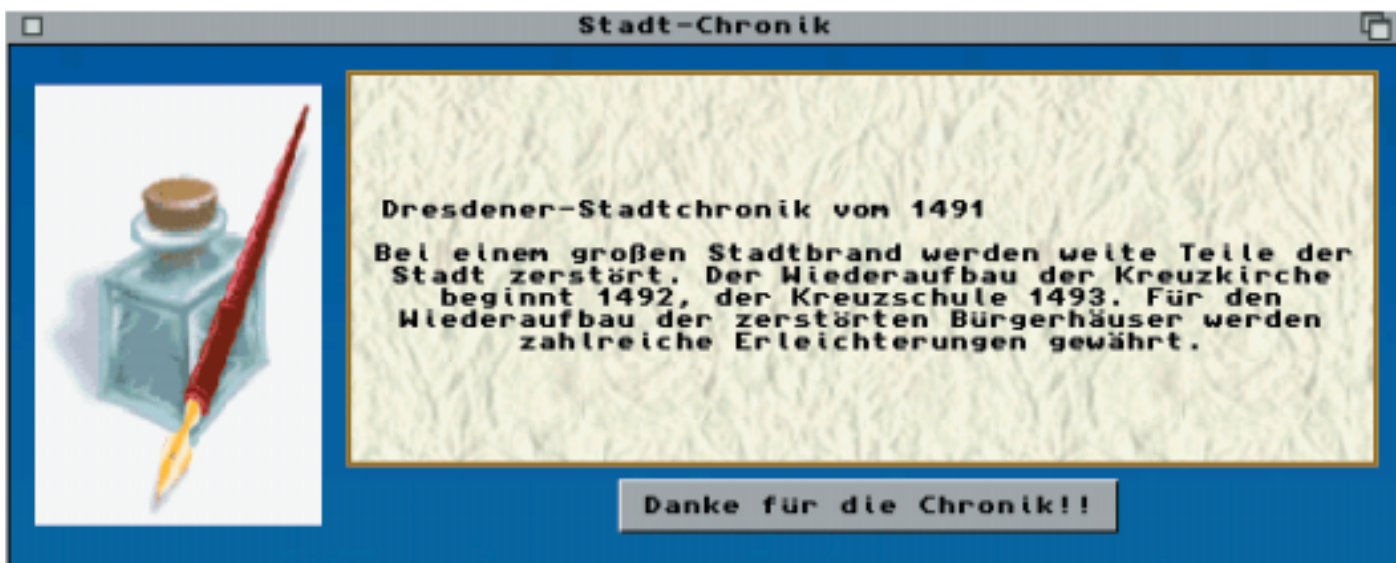 Stadt-Chronik
Dresdener-Stadtchronik vom 1491
Bei einem großen Stadtbrand werden weite Teile der
Stadt zerstört. Der Wiederaufbau der Kreuzkirche
beginnt 1492, der Kreuzschule 1493. Für den
Wiederaufbau der zerstörten Bürgerhäuser werden
zahlreiche Erleichterungen gewährt.
Danke für die Chronik!!